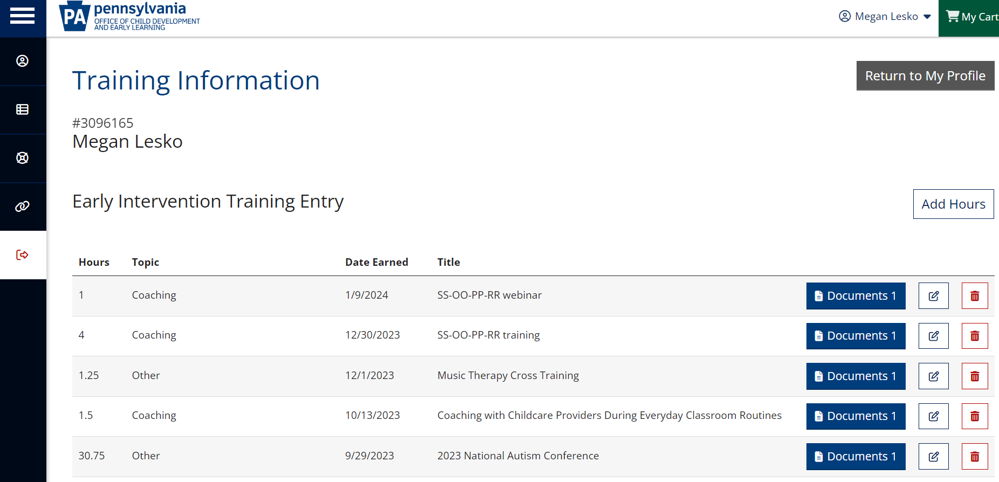 PA pennsylvania
OFFICE OF CHILD DEVELOPMENT
AND EARLY LEARNING
Megan Lesko
My Cart
Training Information
Return to My Profile
#3096165
Megan Lesko
Early Intervention Training Entry
Add Hours
Hours Topic Date Earned Title
1 Coaching 1/9/2024 SS-OO-PP-RR webinar Documents 1
4 Coaching 12/30/2023 SS-OO-PP-RR training Documents 1
1.25 Other 12/1/2023 Music Therapy Cross Training Documents 1
1.5 Coaching 10/13/2023 Coaching with Childcare Providers During Everyday Classroom Routines Documents 1
30.75 Other 9/29/2023 2023 National Autism Conference Documents 1